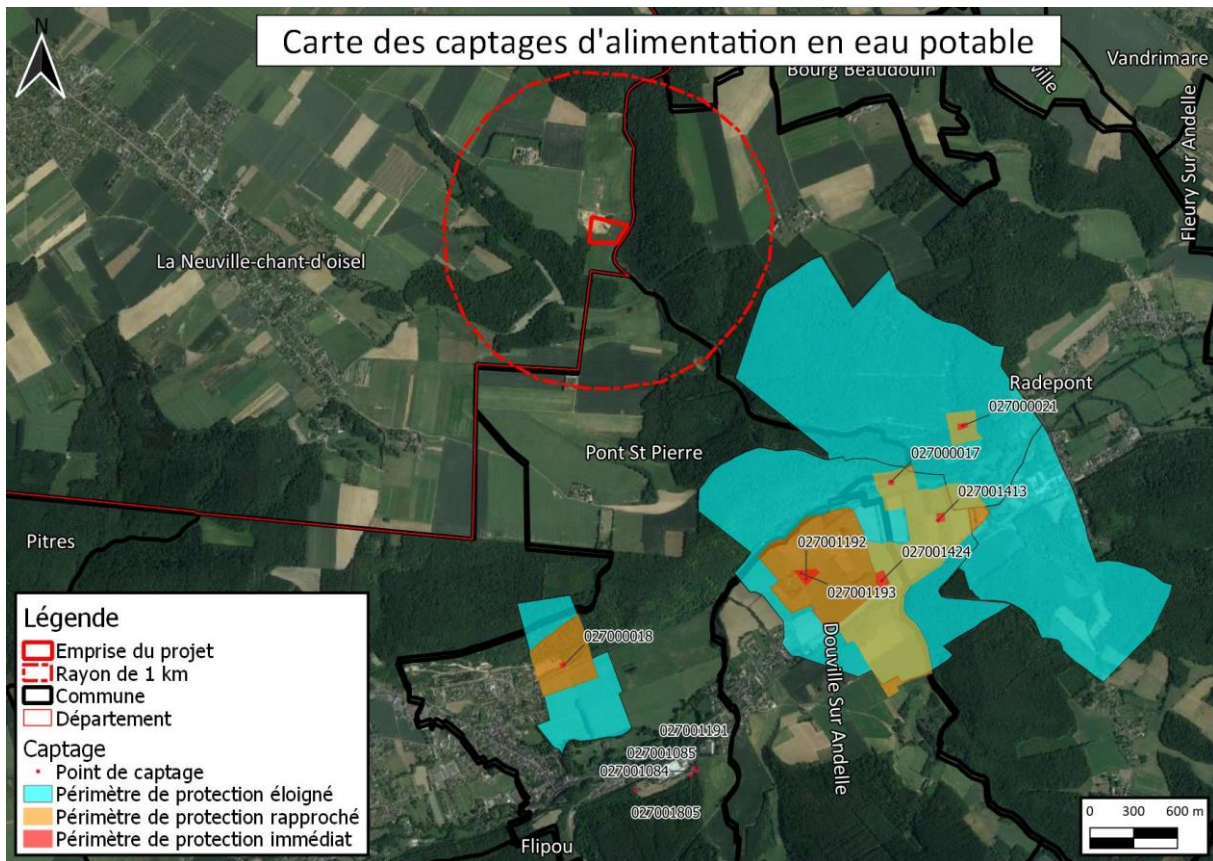 N
Carte des captages d'alimentation en eau potable
Vandrimare
Bourg Beaudouin
ville
Fleury Sur Andelle
La Neuville-chant-d'oisel
Radepont
027000021
Pont St Pierre
027000017
027001413
Pitres
027001192
027001424
027001193
Légende
Emprise du projet
Rayon de 1 km
Commune
Département
Captage
Point de captage
Périmètre de protection éloigné
Périmètre de protection rapproché
Périmètre de protection immédiat
027000018
Douville Sur Andelle
027001191
027001085
027001084
027001805
Flipou
0 300 600 m